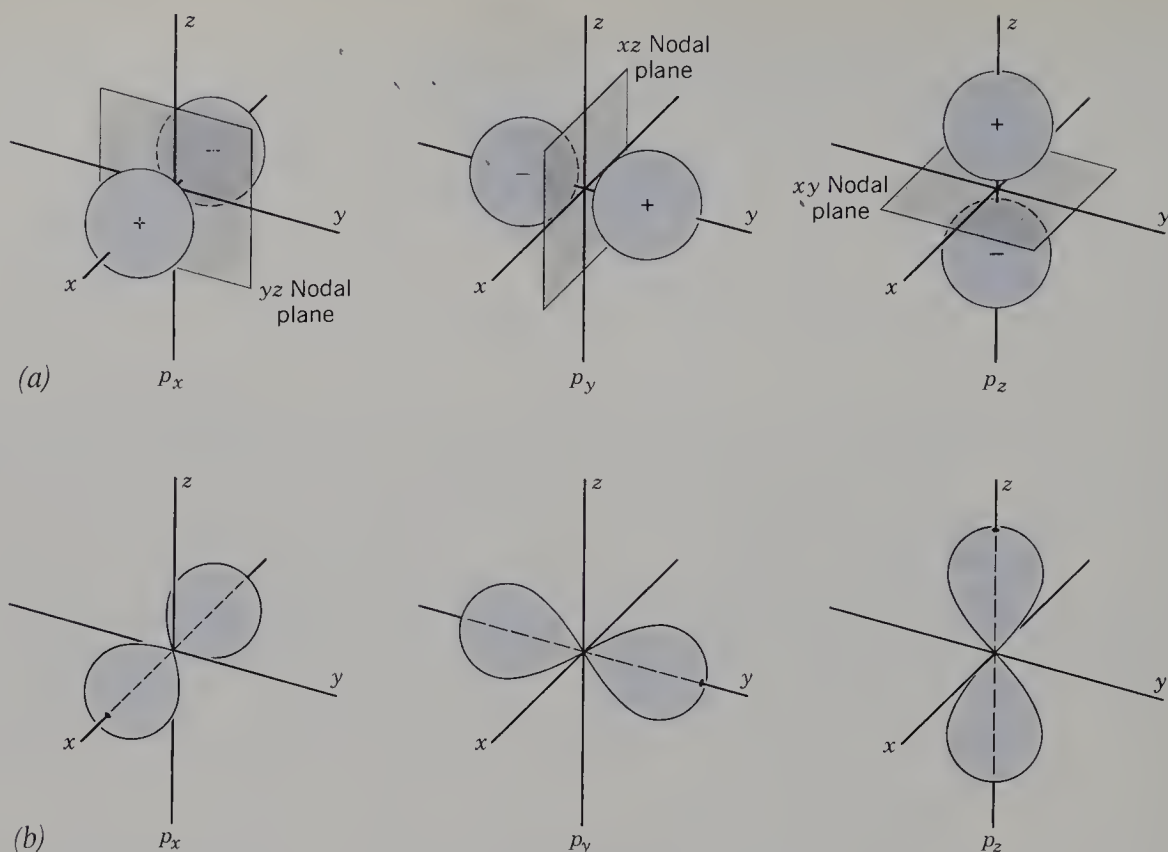 z
z
z
xz Nodal
plane
−
−
+
xy Nodal
plane
+
+
−
y
y
y
x
yz Nodal
plane
x
x
(a)
p_x
p_y
p_z
z
z
z
y
y
y
x
x
x
(b)
p_x
p_y
p_z